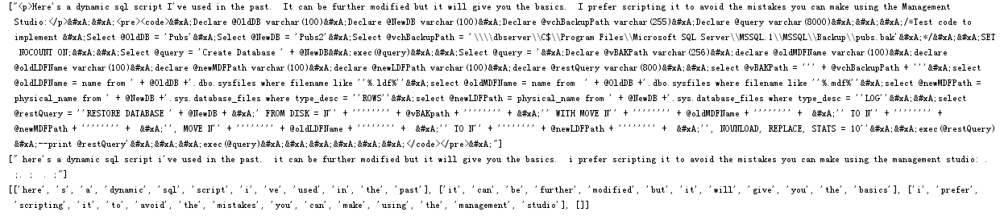 ["<p>Here's a dynamic sql script I've used in the past.  It can be further modified but it will give you the basics.  I prefer scripting it to avoid the mistakes you can make using the Management
Studio:</p>&#xA;&#xA;<pre><code>&#xA;Declare @OldDB varchar(100)&#xA;Declare @NewDB varchar(100)&#xA;Declare @vchBackupPath varchar(255)&#xA;Declare @query varchar(8000)&#xA;&#xA;&#xA;/*Test code to
implement &#xA;Select @OldDB = 'Pubs'&#xA;Select @NewDB = 'Pubs2'&#xA;Select @vchBackupPath = '\\\\dbserver\\C$\\Program Files\\Microsoft SQL Server\\MSSQL.1\\MSSQL\\Backup\\pubs.bak'&#xA;*/&#xA;&#xA;SET
NOCOUNT ON;&#xA;&#xA;Select @query = 'Create Database ' + @NewDB&#xA;exec(@query)&#xA;&#xA;Select @query = '&#xA;Declare @vBAKPath varchar(256)&#xA;declare @oldMDFName varchar(100)&#xA;declare
@oldLDFName varchar(100)&#xA;declare @newMDFPath varchar(100)&#xA;declare @newLDFPath varchar(100)&#xA;declare @restQuery varchar(800)&#xA;&#xA;select @vBAKPath = ''' + @vchBackupPath + '''&#xA;select
@oldLDFName = name from ' + @OldDB +'.dbo.sysfiles where filename like ''%.ldf%''&#xA;select @oldMDFName = name from  ' + @OldDB +'.dbo.sysfiles where filename like ''%.mdf%''&#xA;select @newMDFPath =
physical_name from ' + @NewDB +'.sys.database_files where type_desc = ''ROWS''&#xA;select @newLDFPath = physical_name from ' + @NewDB +'.sys.database_files where type_desc = ''LOG''&#xA;&#xA;select
@restQuery = ''RESTORE DATABASE ' + @NewDB + &#xA;' FROM DISK = N'' + '''''''' + @vBAKpath + '''''''' + &#xA;'' WITH MOVE N'' + '''''''' + @oldMDFName + '''''''' +  &#xA;'' TO N'' + '''''''' +
@newMDFPath + '''''''' +  &#xA;'', MOVE N'' + '''''''' + @oldLDFName + '''''''' +  &#xA;'' TO N'' + '''''''' + @newLDFPath + '''''''' +  &#xA;'', NOUNLOAD, REPLACE, STATS = 10''&#xA;&#xA;exec(@restQuery)
&#xA;--print @restQuery'&#xA;&#xA;&#xA;exec(@query)&#xA;&#xA;&#xA;&#xA;&#xA;&#xA;</code></pre>&#xA;"]
[" here's a dynamic sql script i've used in the past.  it can be further modified but it will give you the basics.  i prefer scripting it to avoid the mistakes you can make using the management studio: .
;. ;  . ;"]
[['here', 's', 'a', 'dynamic', 'sql', 'script', 'i', 've', 'used', 'in', 'the', 'past'], ['it', 'can', 'be', 'further', 'modified', 'but', 'it', 'will', 'give', 'you', 'the', 'basics'], ['i', 'prefer',
'scripting', 'it', 'to', 'avoid', 'the', 'mistakes', 'you', 'can', 'make', 'using', 'the', 'management', 'studio'], []]